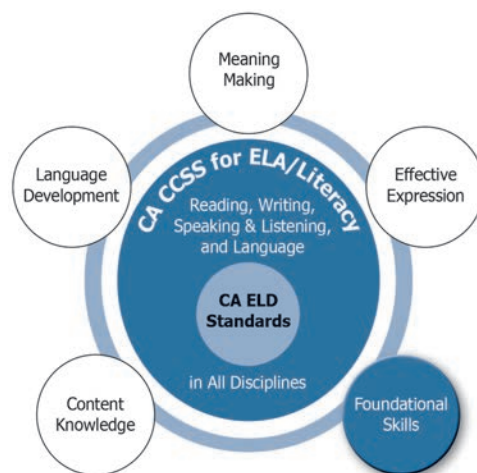 Meaning
Making
Language
Development
Effective
Expression
CA CCSS for ELA/Literacy
Reading, Writing,
Speaking & Listening,
and Language
CA ELD
Standards
in All Disciplines
Content
Knowledge
Foundational
Skills